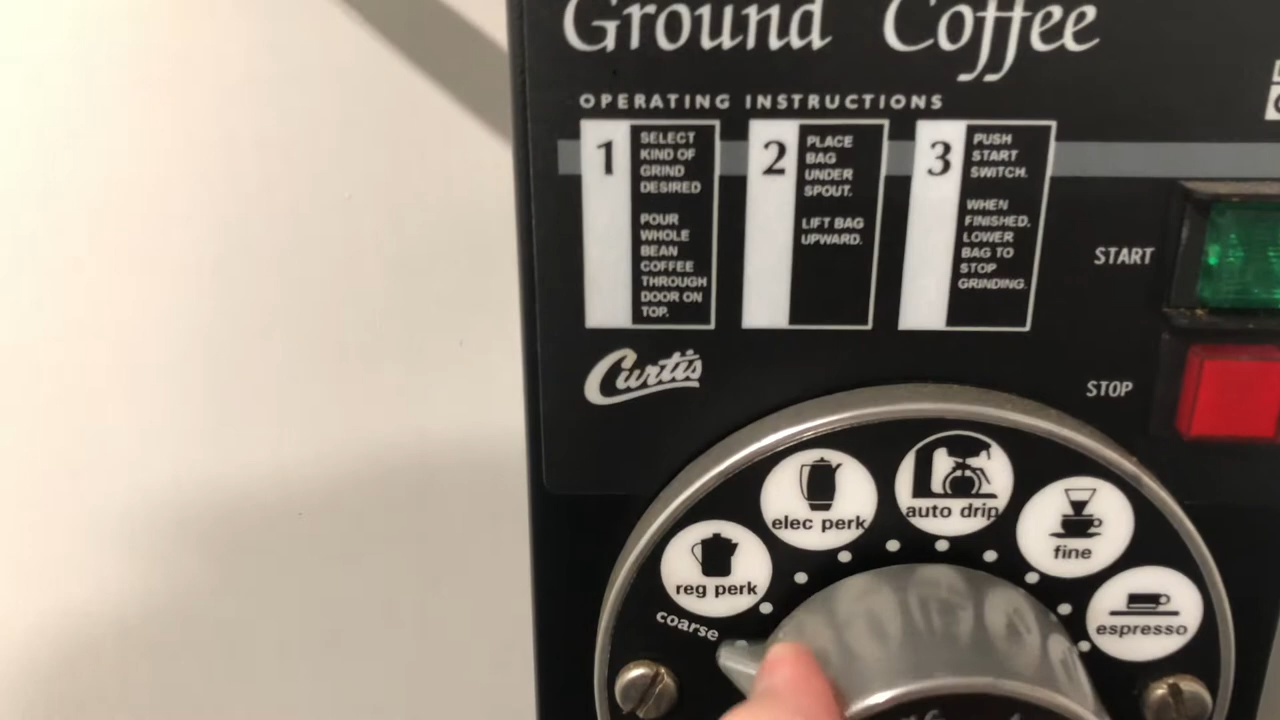 Ground Coffee
OPERATING INSTRUCTIONS
1
SELECT
KIND OF
GRIND
DESIRED
POUR
WHOLE
BEAN
COFFEE
THROUGH
DOOR ON
TOP.
2
PLACE
BAG
UNDER
SPOUT.
LIFT BAG
UPWARD.
3
PUSH
START
SWITCH.
WHEN
FINISHED,
LOWER
BAG TO
STOP
GRINDING.
START
STOP
Curtis
reg perk
elec perk
auto drip
fine
espresso
coarse